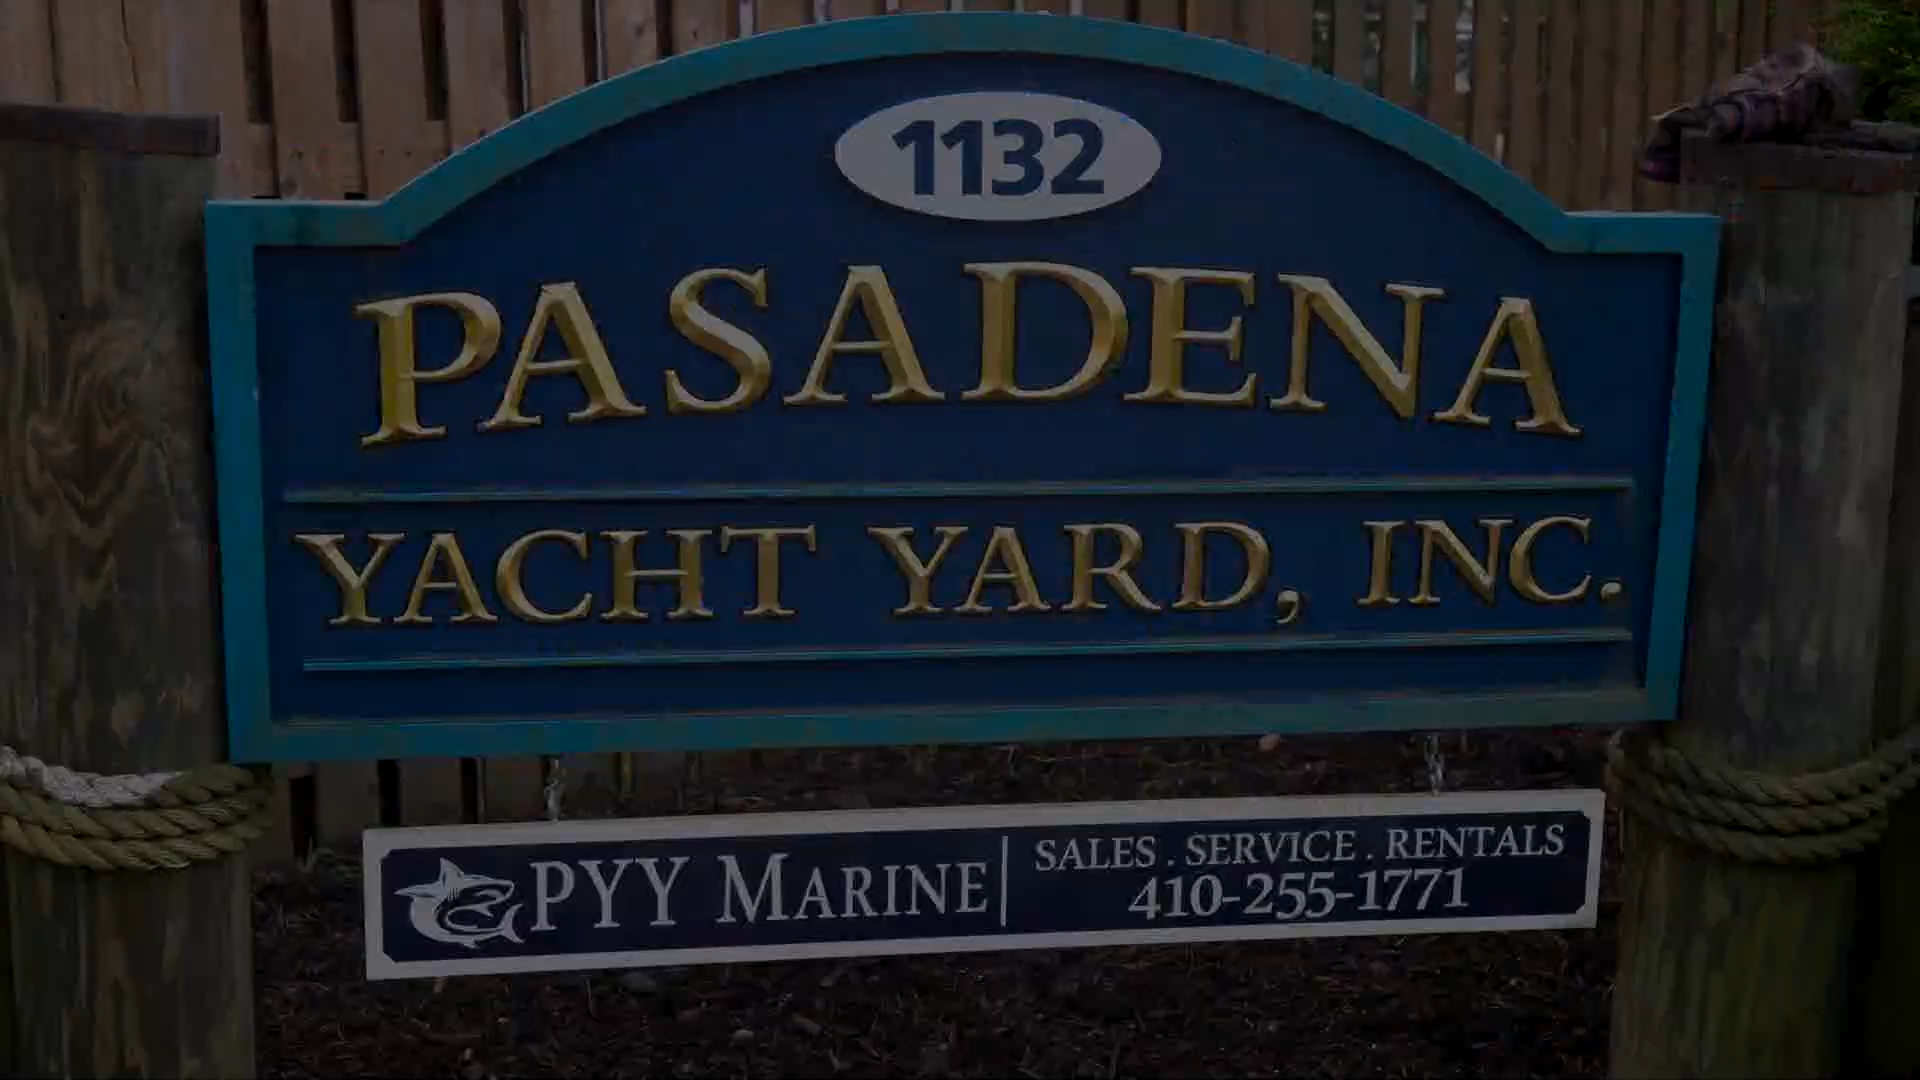 1132
PASADENA
YACHT YARD, INC.
PYY MARINE
SALES . SERVICE . RENTALS
410-255-1771